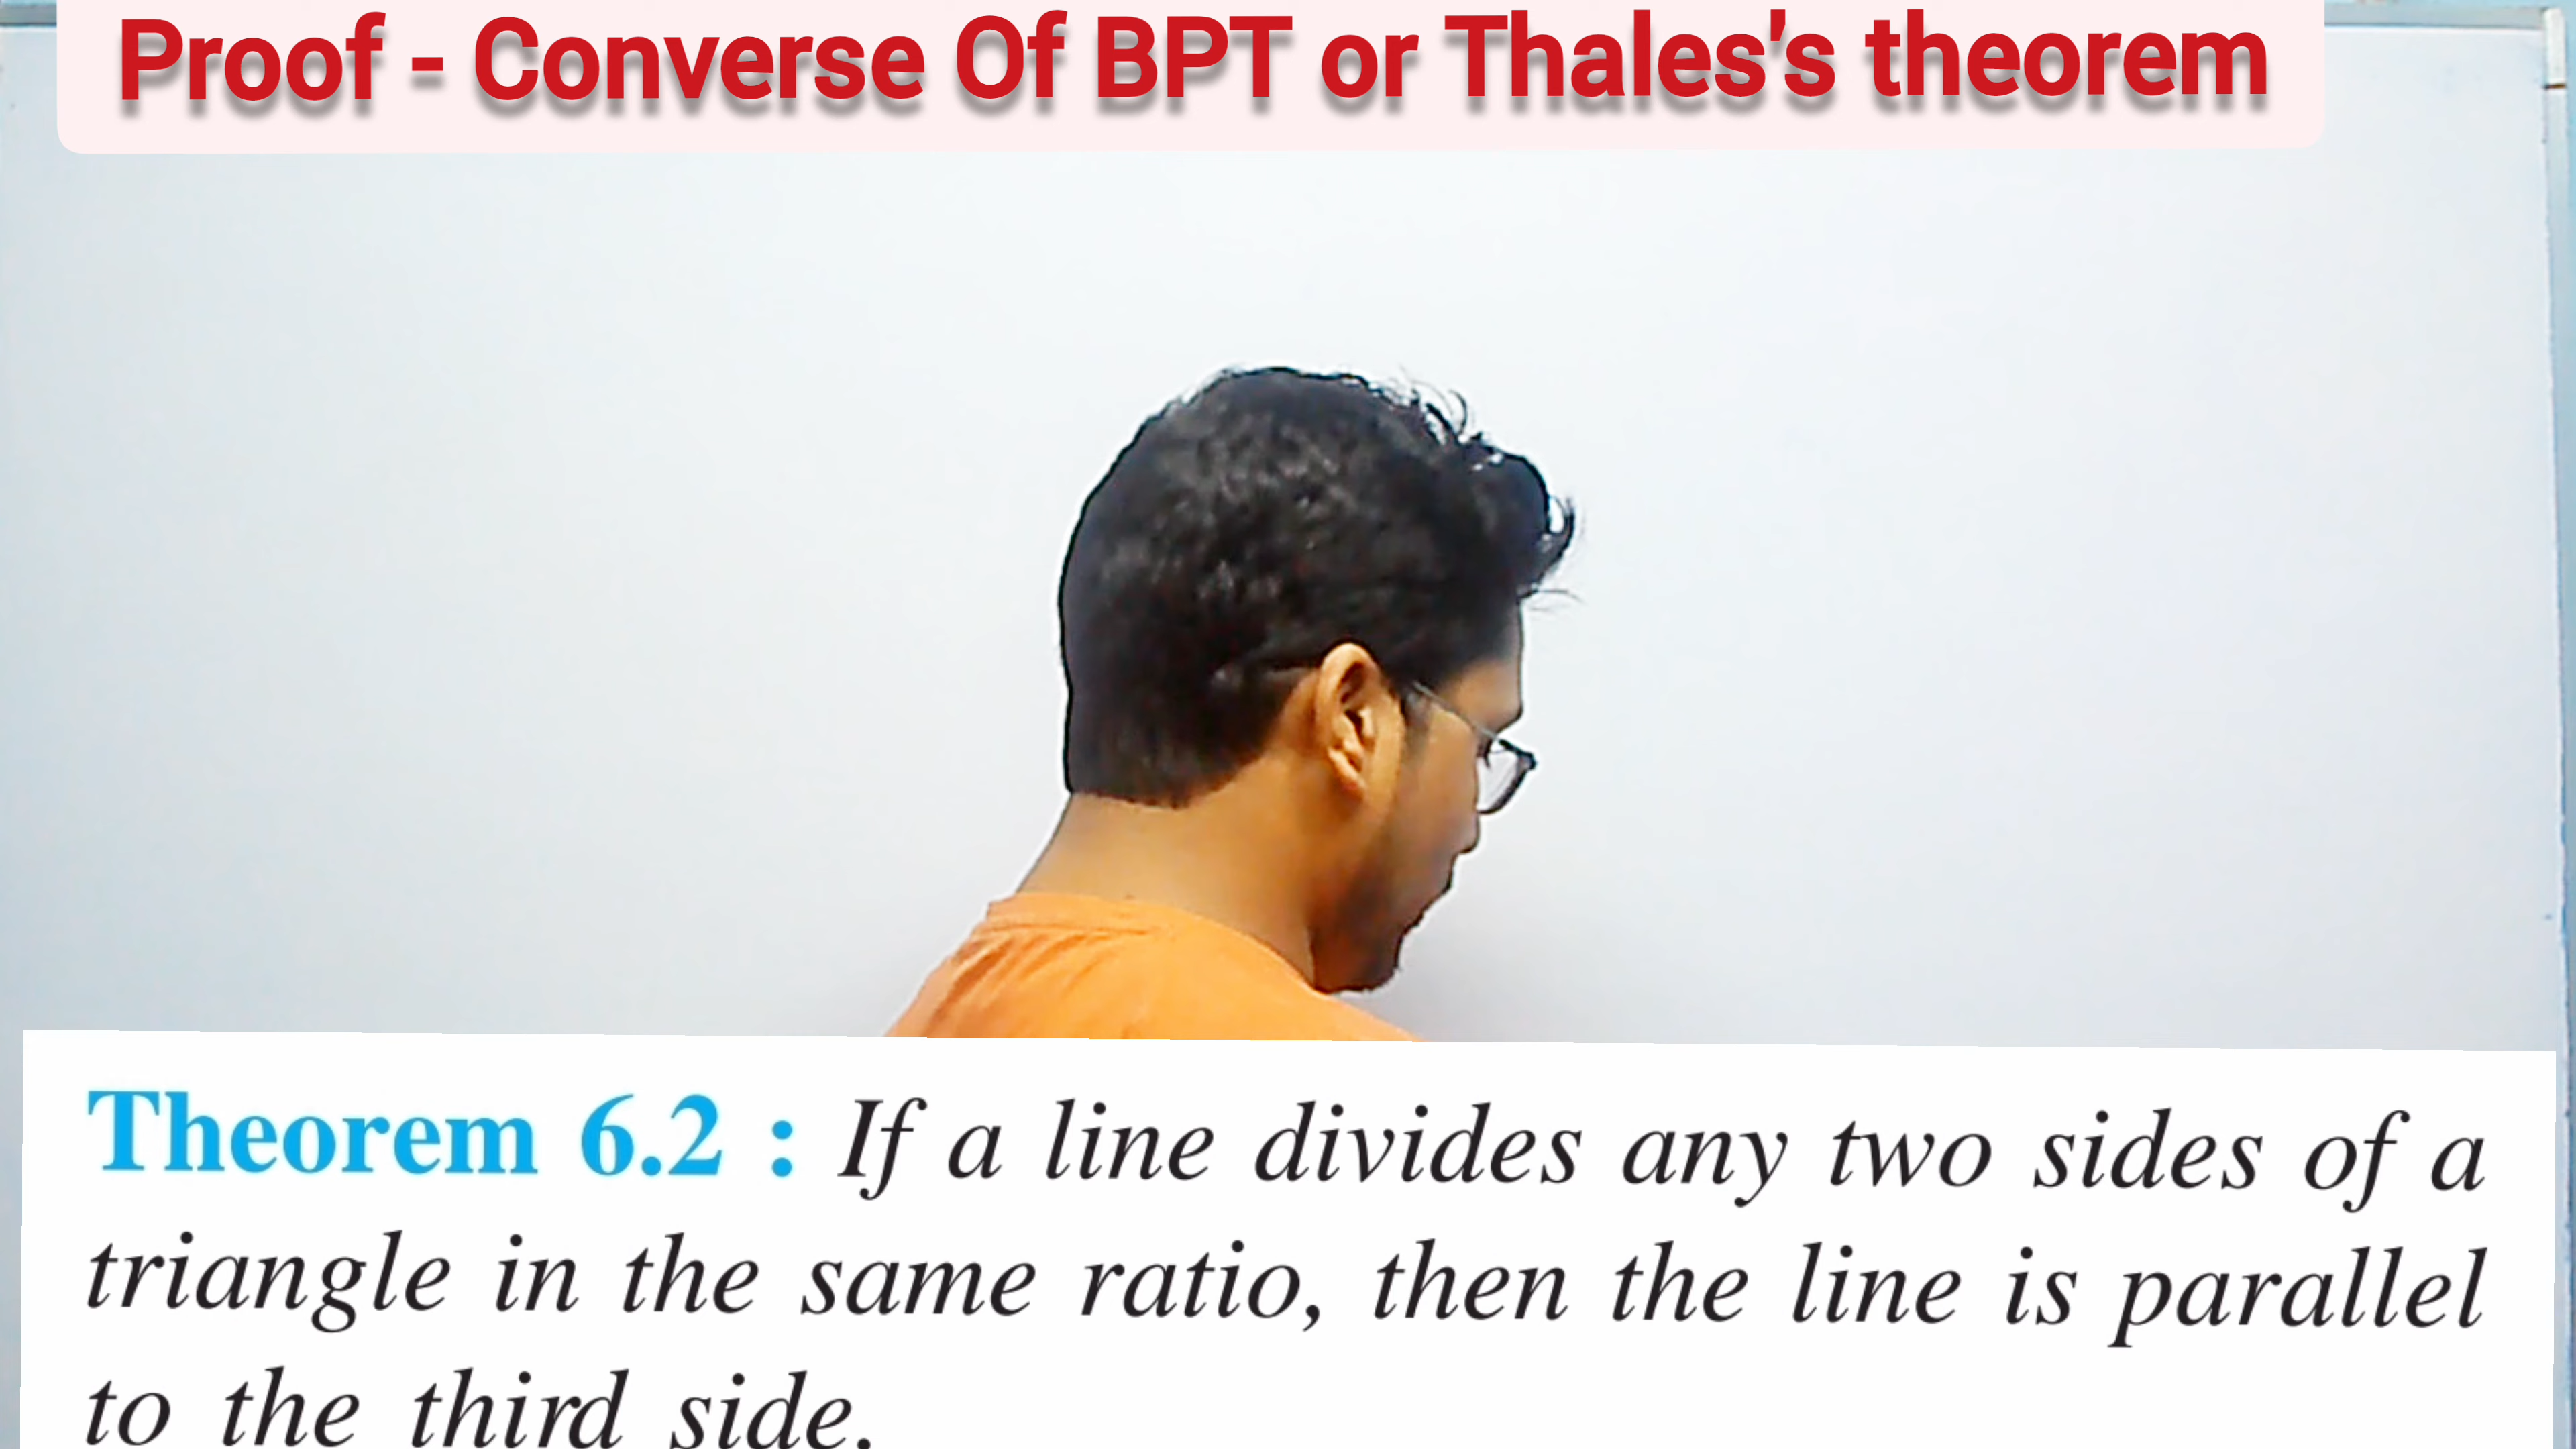 Proof - Converse Of BPT or Thales's theorem
Theorem 6.2 : If a line divides any two sides of a
triangle in the same ratio, then the line is parallel
to the third side.